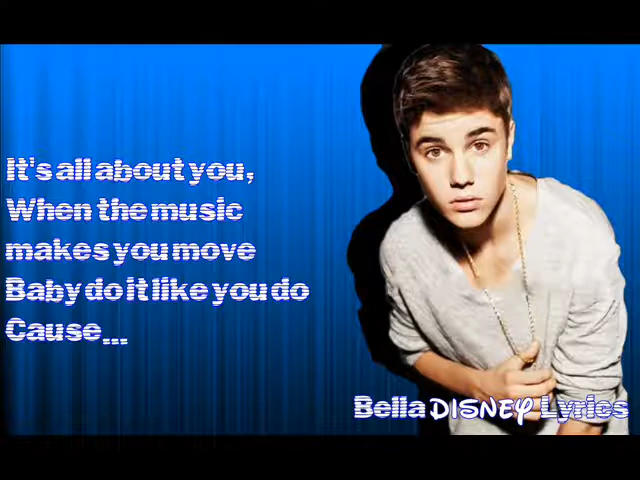 It's all about you,
When the music
makes you move
Baby do it like you do
Cause...
Bella DISNEY Lyrics